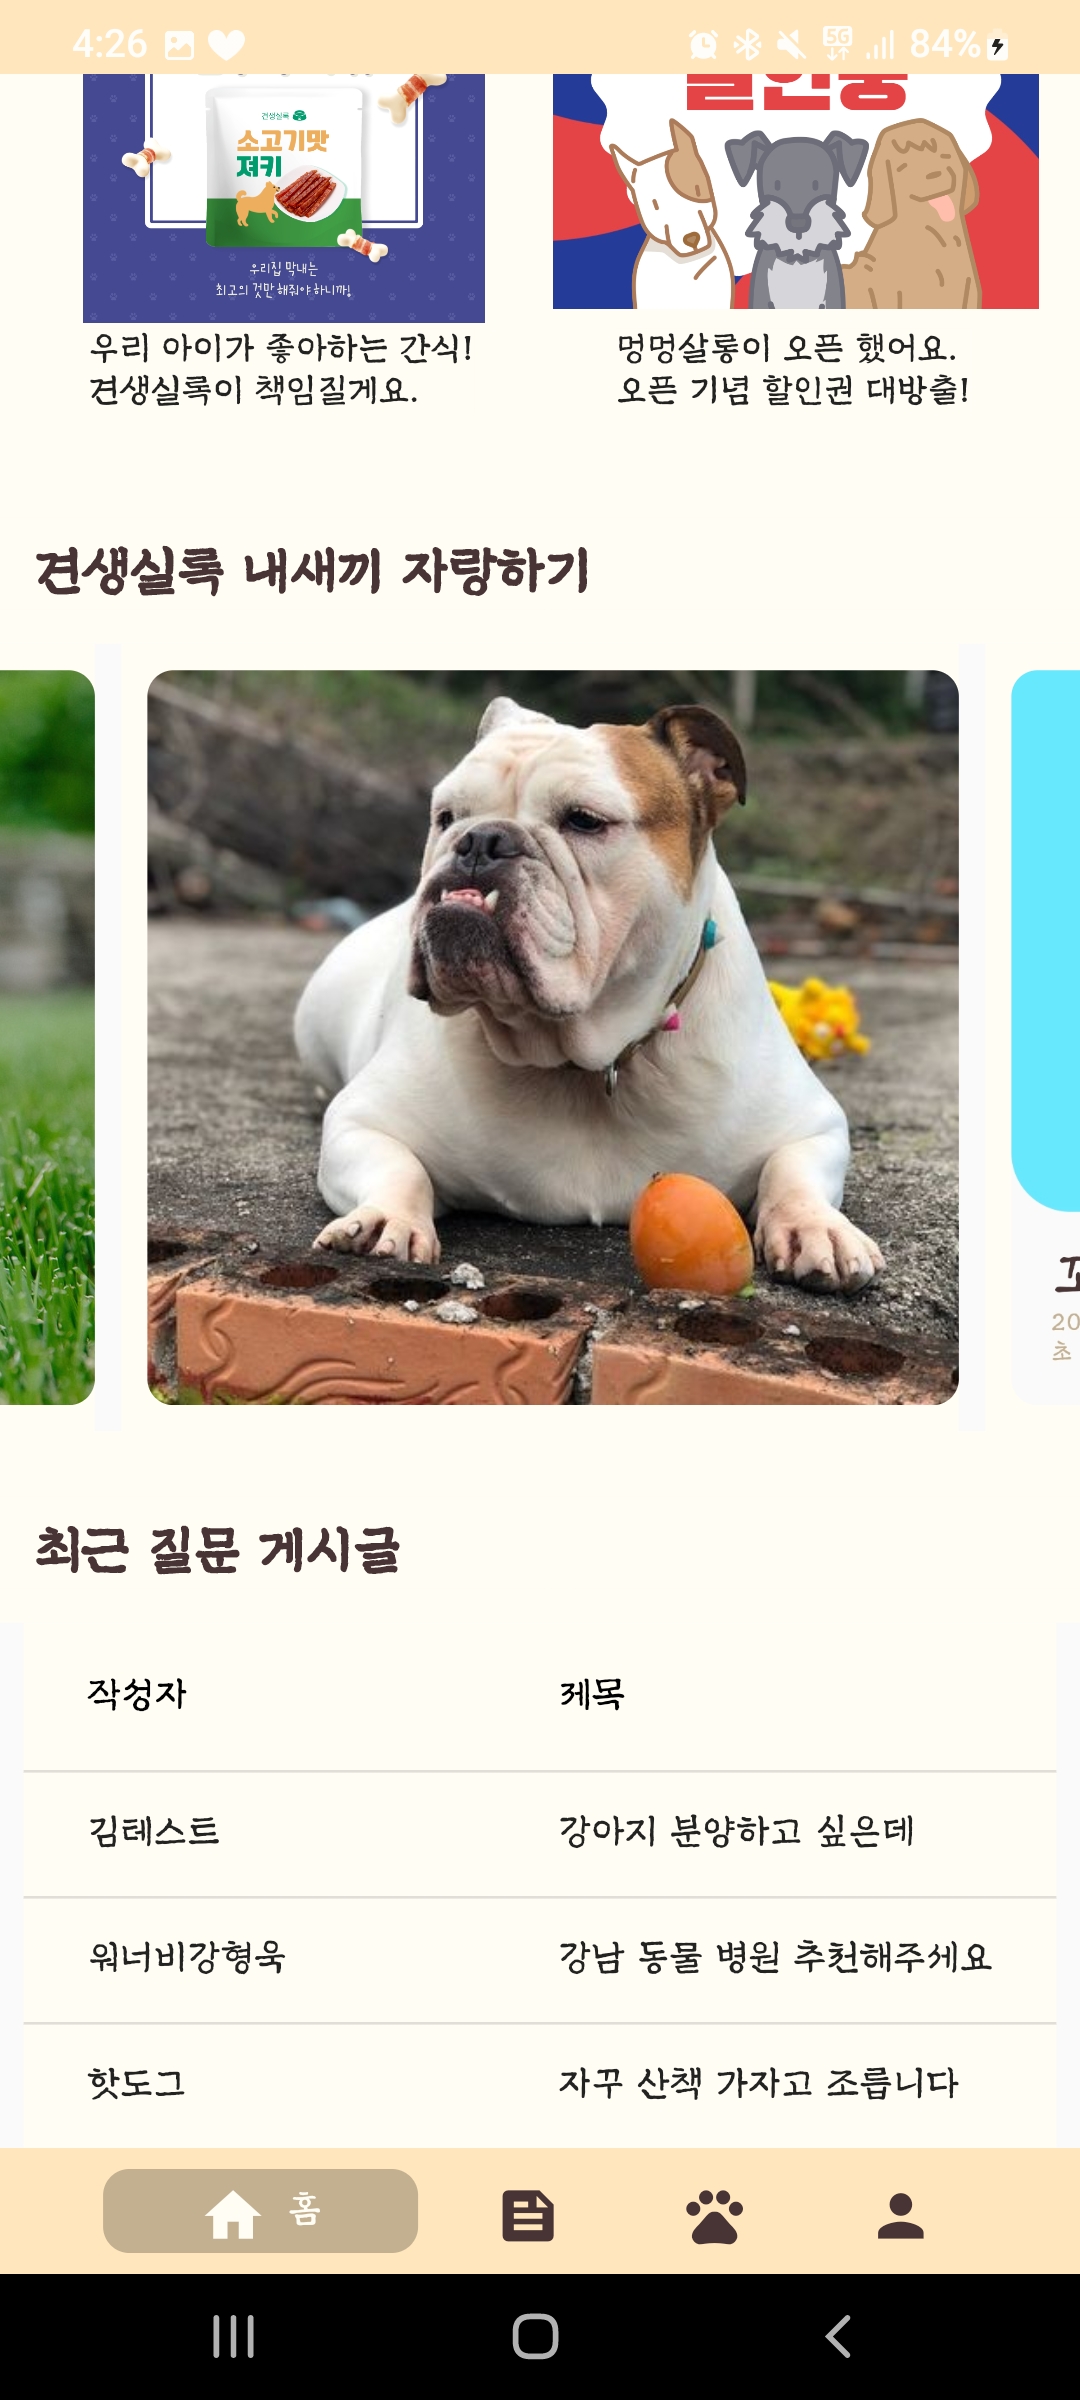 4:26
5G
84%
할인중
견생실록
소고기맛
져키
우리집 막내는
최고의 것만 해줘야 하니까!
우리 아이가 좋아하는 간식!
견생실록이 책임질게요.
멍멍살롱이 오픈 했어요.
오픈 기념 할인권 대방출!
견생실록 내새끼 자랑하기
20
초
최근 질문 게시글
작성자 제목
김테스트 강아지 분양하고 싶은데
워너비강형욱 강남 동물 병원 추천해주세요
핫도그 자꾸 산책 가자고 조릅니다
홈